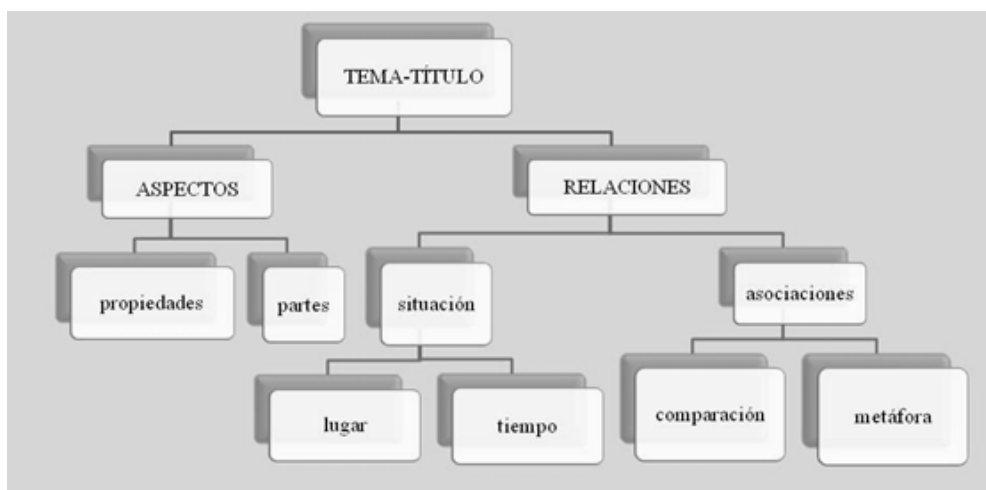 TEMA-TÍTULO
ASPECTOS
RELACIONES
propiedades
partes
situación
asociaciones
lugar
tiempo
comparación
metáfora